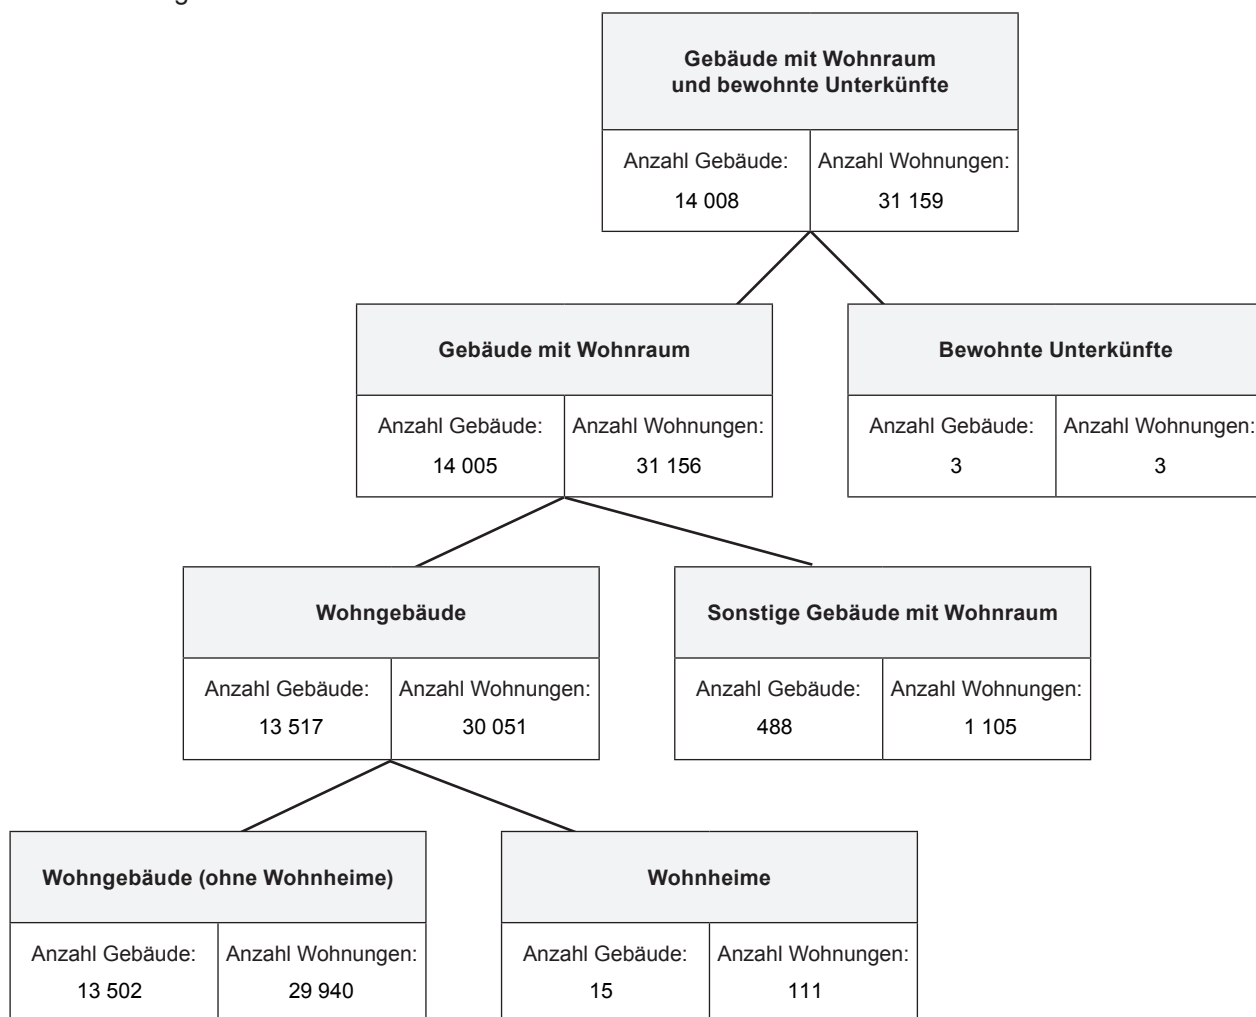 Gebäude mit Wohnraum
und bewohnte Unterkünfte
Anzahl Gebäude: Anzahl Wohnungen:
14 008 31 159
Gebäude mit Wohnraum
Anzahl Gebäude: Anzahl Wohnungen:
14 005 31 156
Bewohnte Unterkünfte
Anzahl Gebäude: Anzahl Wohnungen:
3 3
Wohngebäude
Anzahl Gebäude: Anzahl Wohnungen:
13 517 30 051
Sonstige Gebäude mit Wohnraum
Anzahl Gebäude: Anzahl Wohnungen:
488 1 105
Wohngebäude (ohne Wohnheime)
Anzahl Gebäude: Anzahl Wohnungen:
13 502 29 940
Wohnheime
Anzahl Gebäude: Anzahl Wohnungen:
15 111